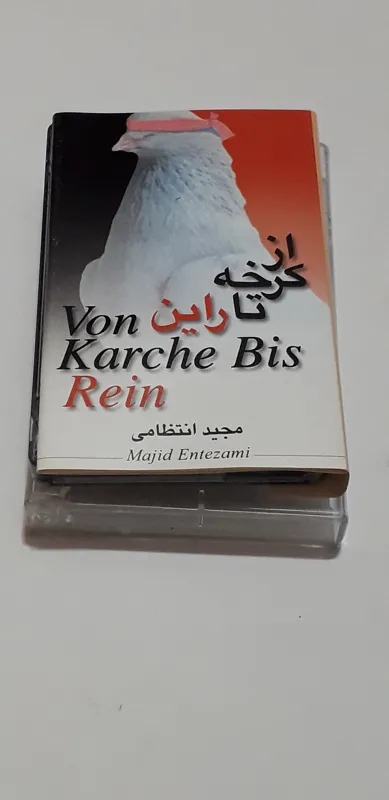 از
کرخه
تا راین
Von
Karche Bis
Rein
مجید انتظامی
Majid Entezami